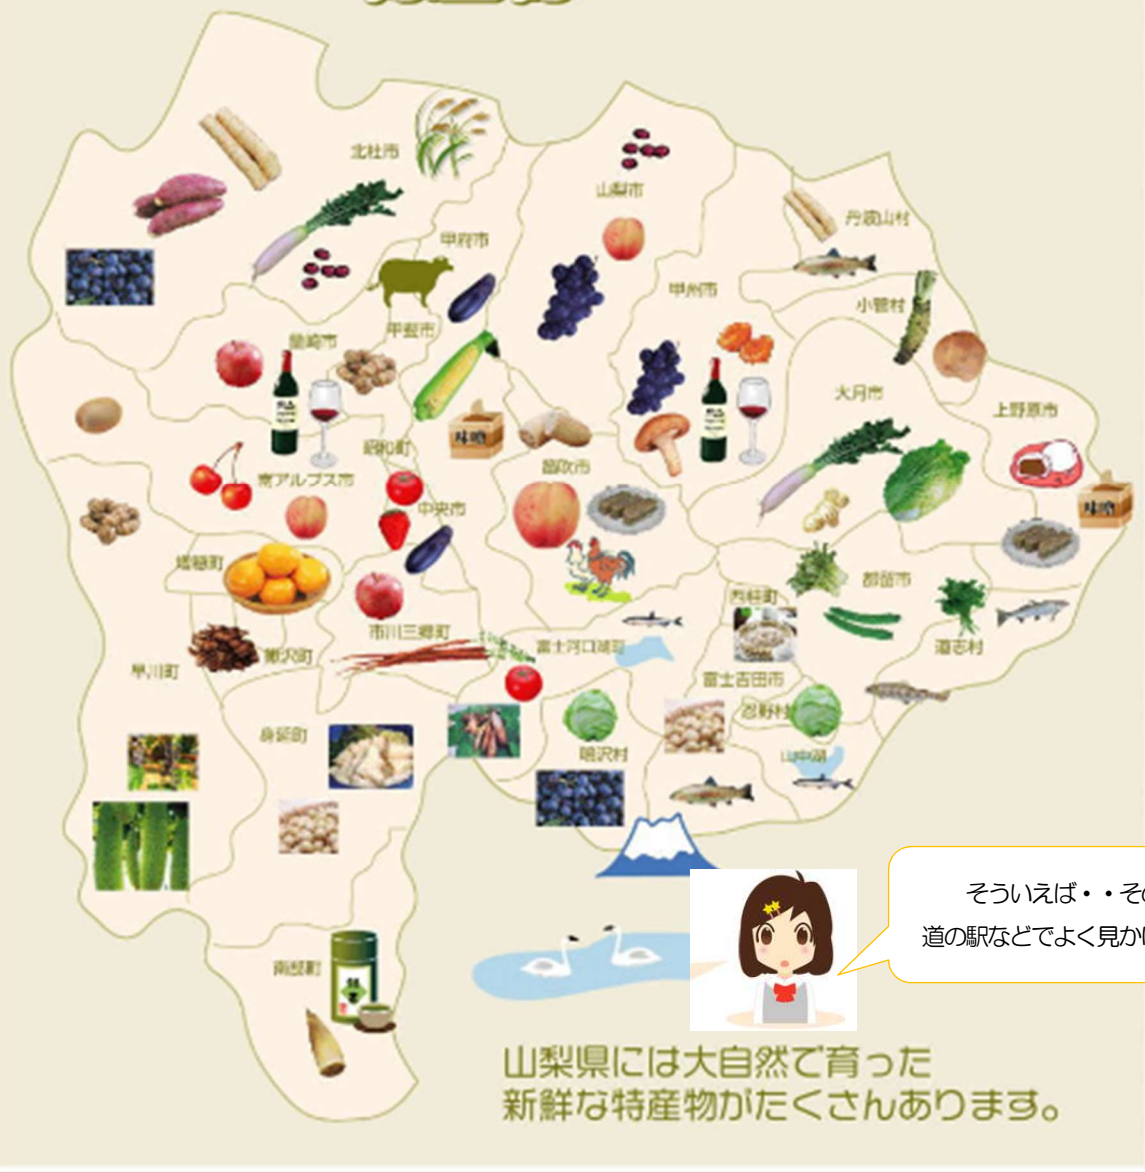 北杜市
山梨市
丹波山村
甲府市
甲州市
小菅村
甲斐市
韮崎市
大月市
上野原市
味噌
昭和町
笛吹市
南アルプス市
味噌
中央市
増穂町
都留市
西桂町
市川三郷町
富士河口湖町
道志村
鰍沢町
早川町
富士吉田市
忍野村
身延町
鳴沢村
山中湖
そういえば・・その
道の駅などでよく見かけ
南部町
山梨県には大自然で育った
新鮮な特産物がたくさんあります。